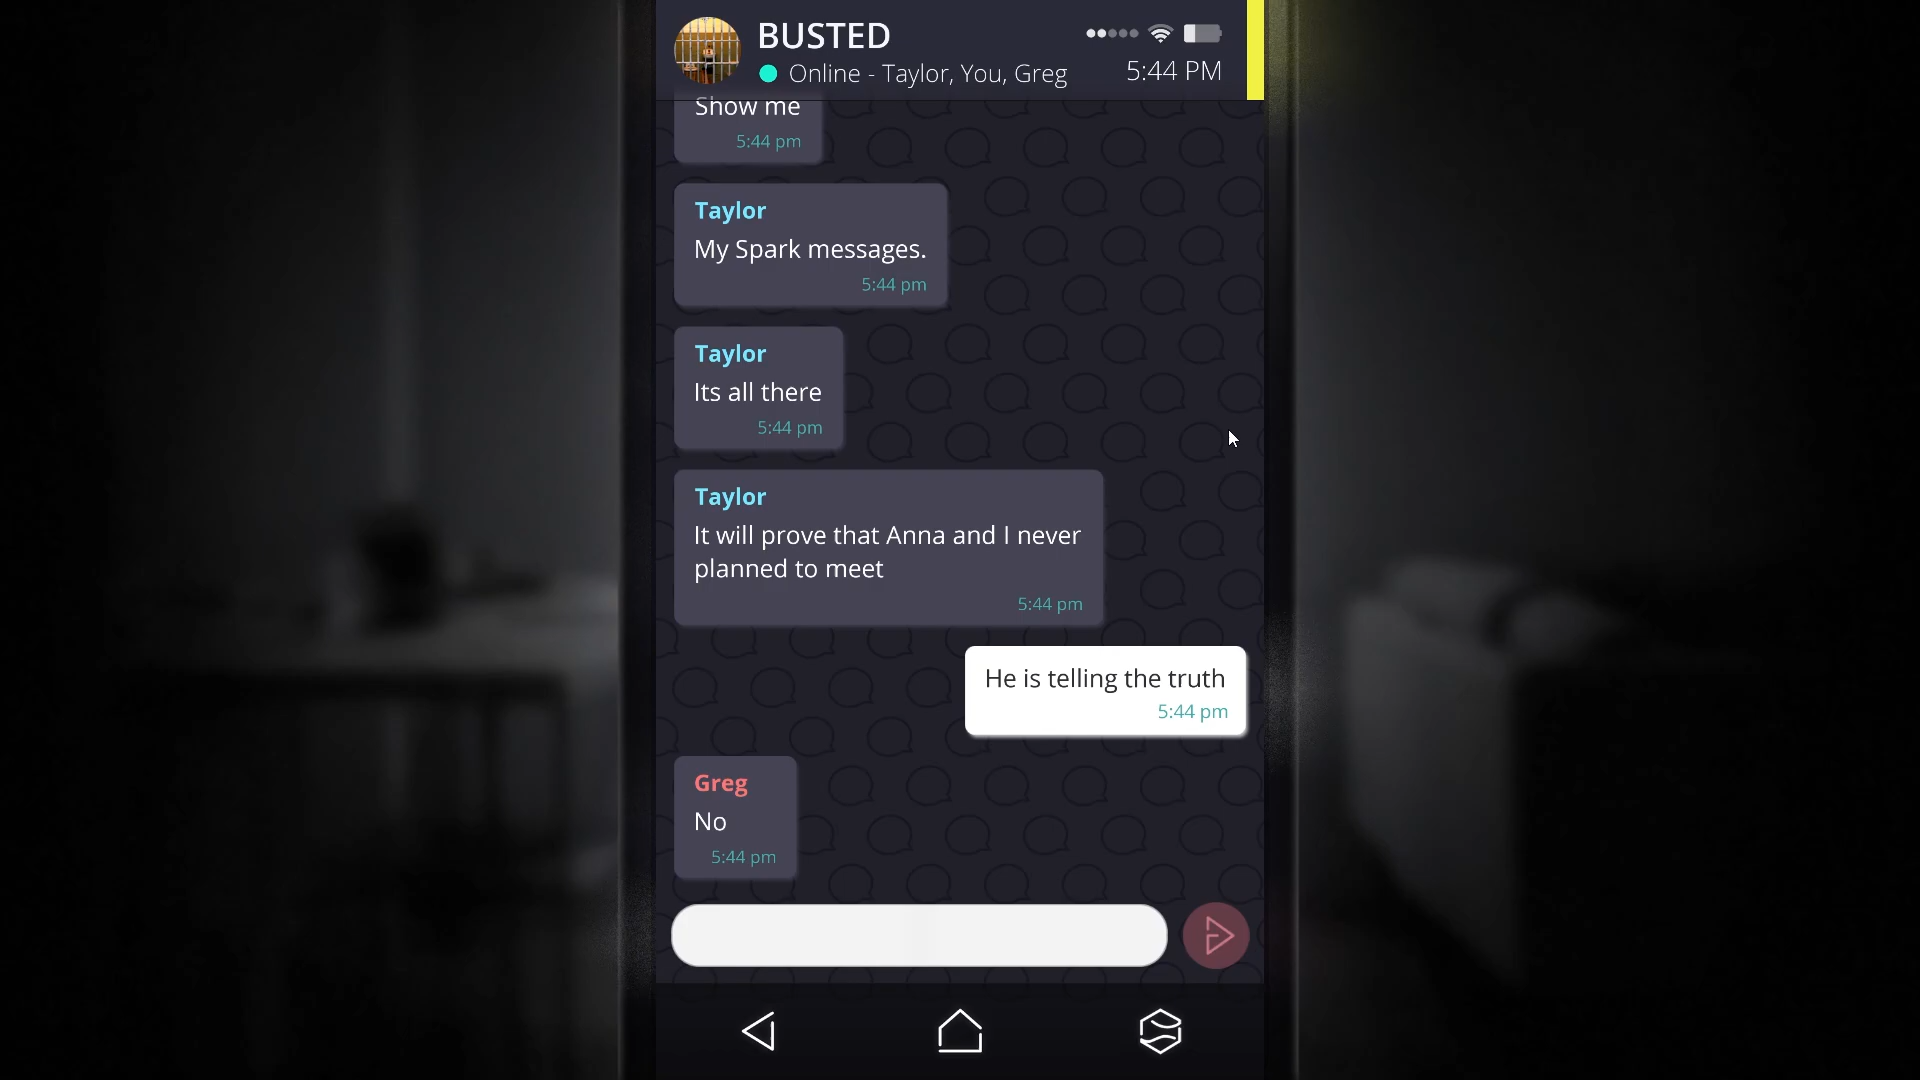 BUSTED
Online - Taylor, You, Greg
5:44 PM
Show me
5:44 pm
Taylor
My Spark messages.
5:44 pm
Taylor
Its all there
5:44 pm
Taylor
It will prove that Anna and I never
planned to meet
5:44 pm
He is telling the truth
5:44 pm
Greg
No
5:44 pm